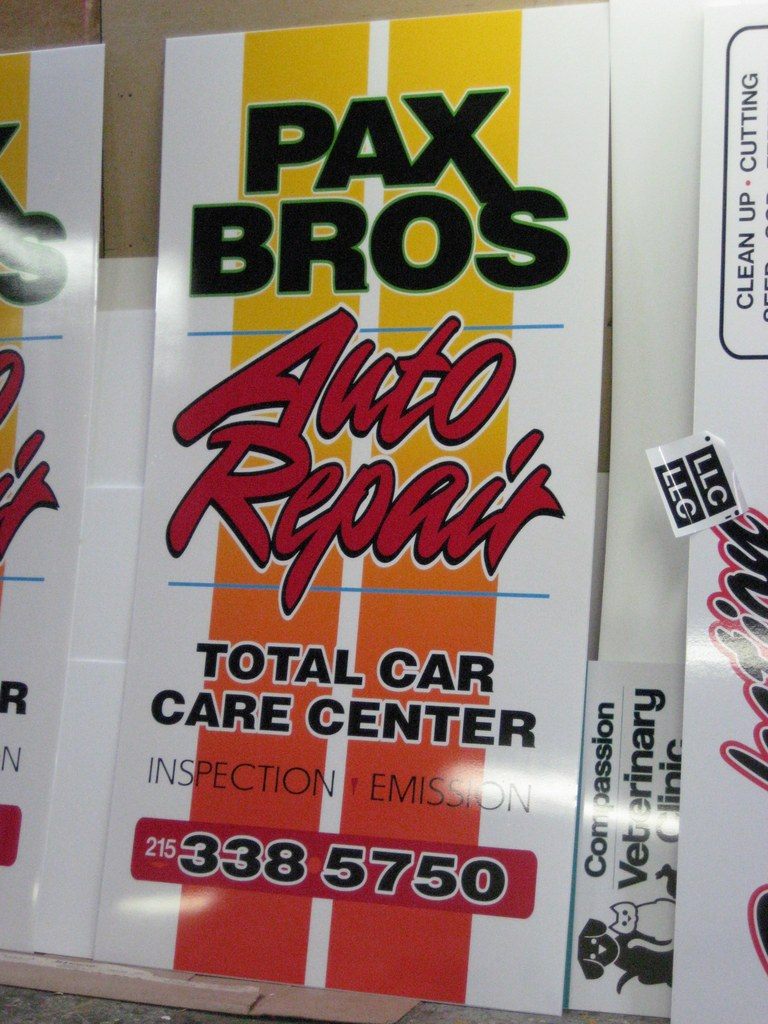 PAX
BROS
Auto
Repair
TOTAL CAR
CARE CENTER
INSPECTION ▾ EMISSION
215 338 5750
X
S
R
N
CLEAN UP • CUTTING
LLC
LLC
Compassion
Veterinary
Clinic